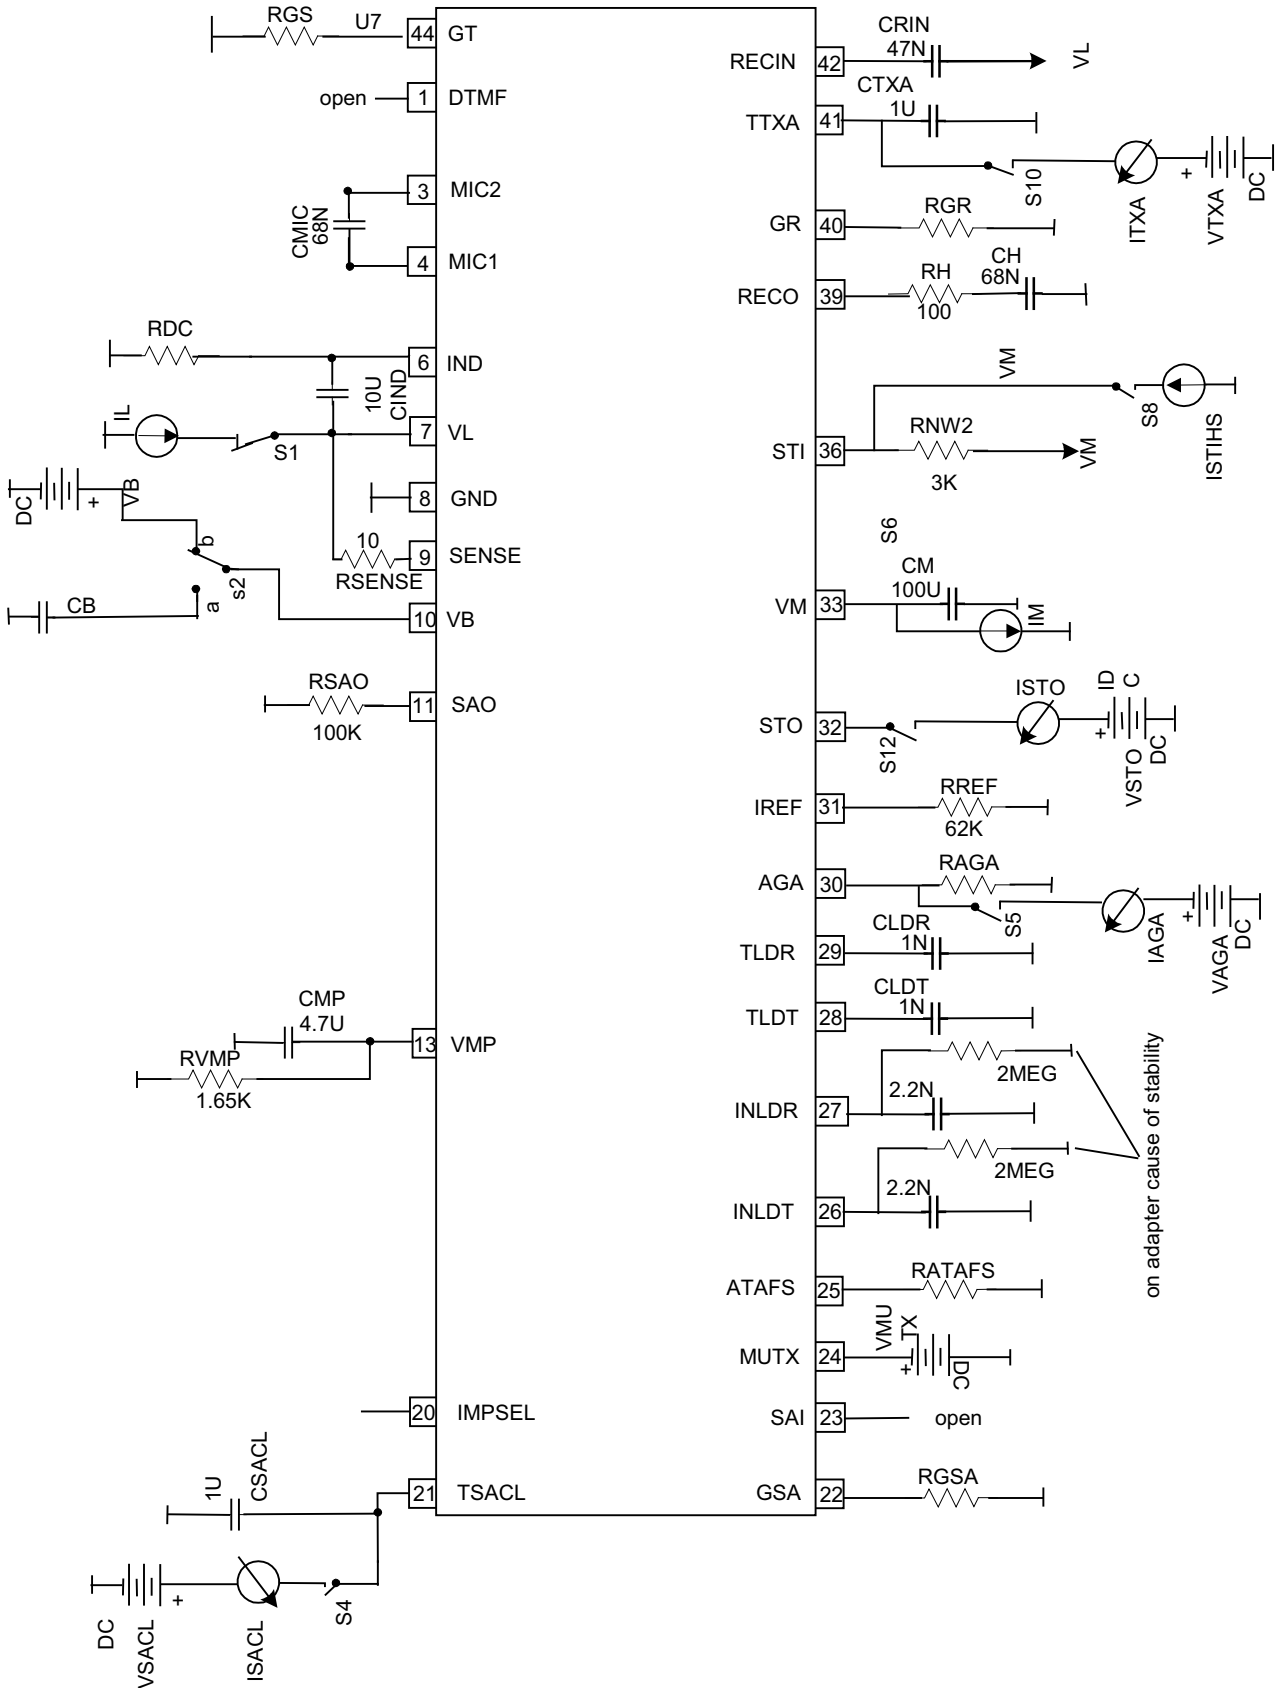 RGS
U7
44 GT
open
1 DTMF
3 MIC2
CMIC
68N
4 MIC1
RDC
6 IND
10U
CIND
IL
S1
7 VL
DC
+
VB
8 GND
b
10
9 SENSE
RSENSE
s2
a
CB
10 VB
RSAO
11 SAO
100K
CMP
4.7U
13 VMP
RVMP
1.65K
20 IMPSEL
1U
CSACL
21 TSACL
DC
VSACL
+
ISACL
S4
RECIN 42
CRIN
47N
VL
TTXA 41
CTXA
1U
S10
ITXA
+
VTXA
DC
GR 40
RGR
RECO 39
RH
100
CH
68N
VM
S8
ISTIHS
STI 36
RNW2
3K
VM
S6
VM 33
CM
100U
IM
STO 32
S12
ISTO
ID
C
+
VSTO
DC
IREF 31
RREF
62K
AGA 30
RAGA
S5
IAGA
+
VAGA
DC
TLDR 29
CLDR
1N
TLDT 28
CLDT
1N
2MEG
INLDR 27
2.2N
2MEG
INLDT 26
2.2N
on adapter cause of stability
ATAFS 25
RATAFS
MUTX 24
VMU
TX
+
DC
SAI 23
open
GSA 22
RGSA